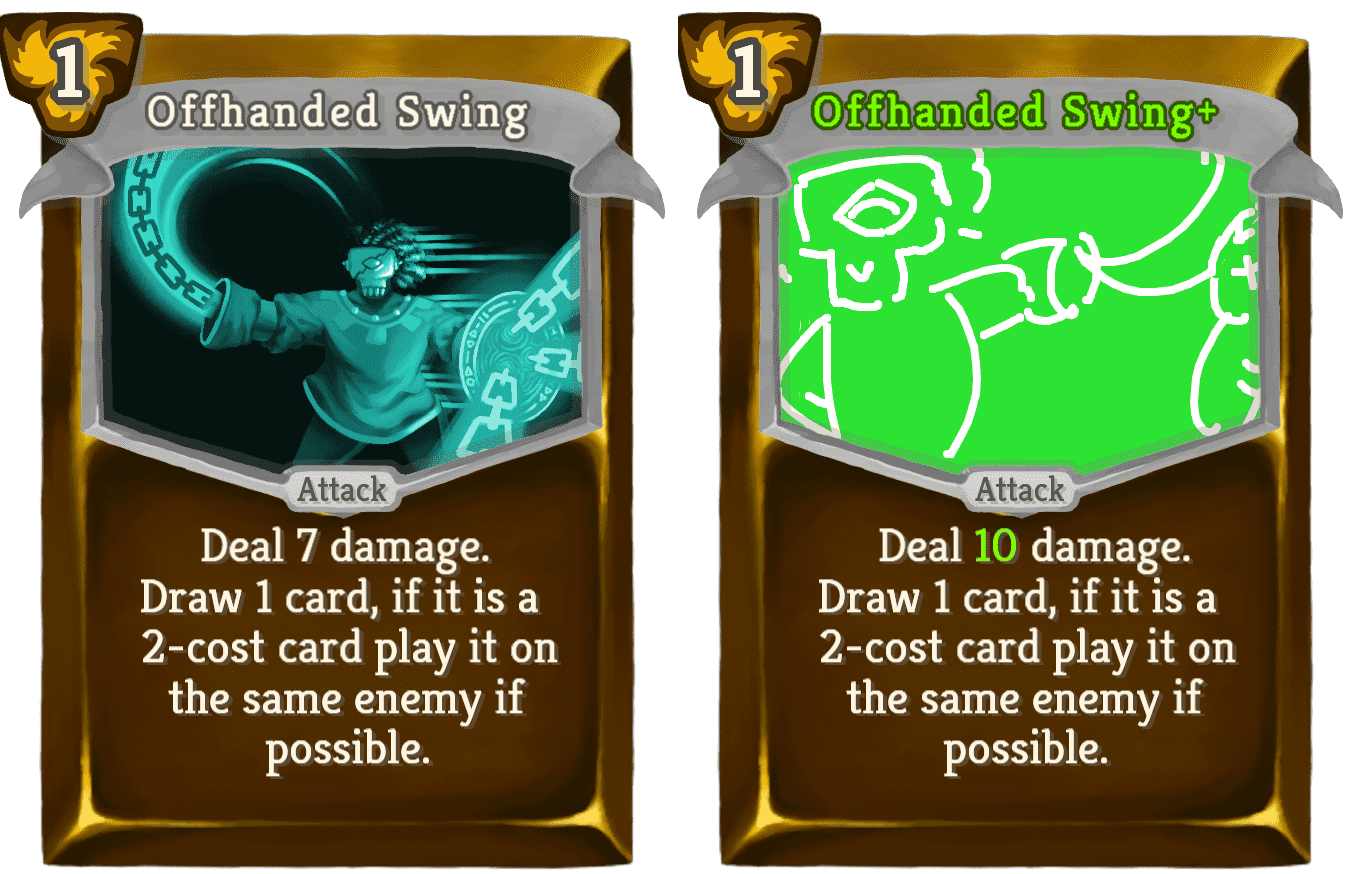 1
Offhanded Swing
Attack
Deal 7 damage.
Draw 1 card, if it is a
2-cost card play it on
the same enemy if
possible.
1
Offhanded Swing+
Attack
Deal 10 damage.
Draw 1 card, if it is a
2-cost card play it on
the same enemy if
possible.